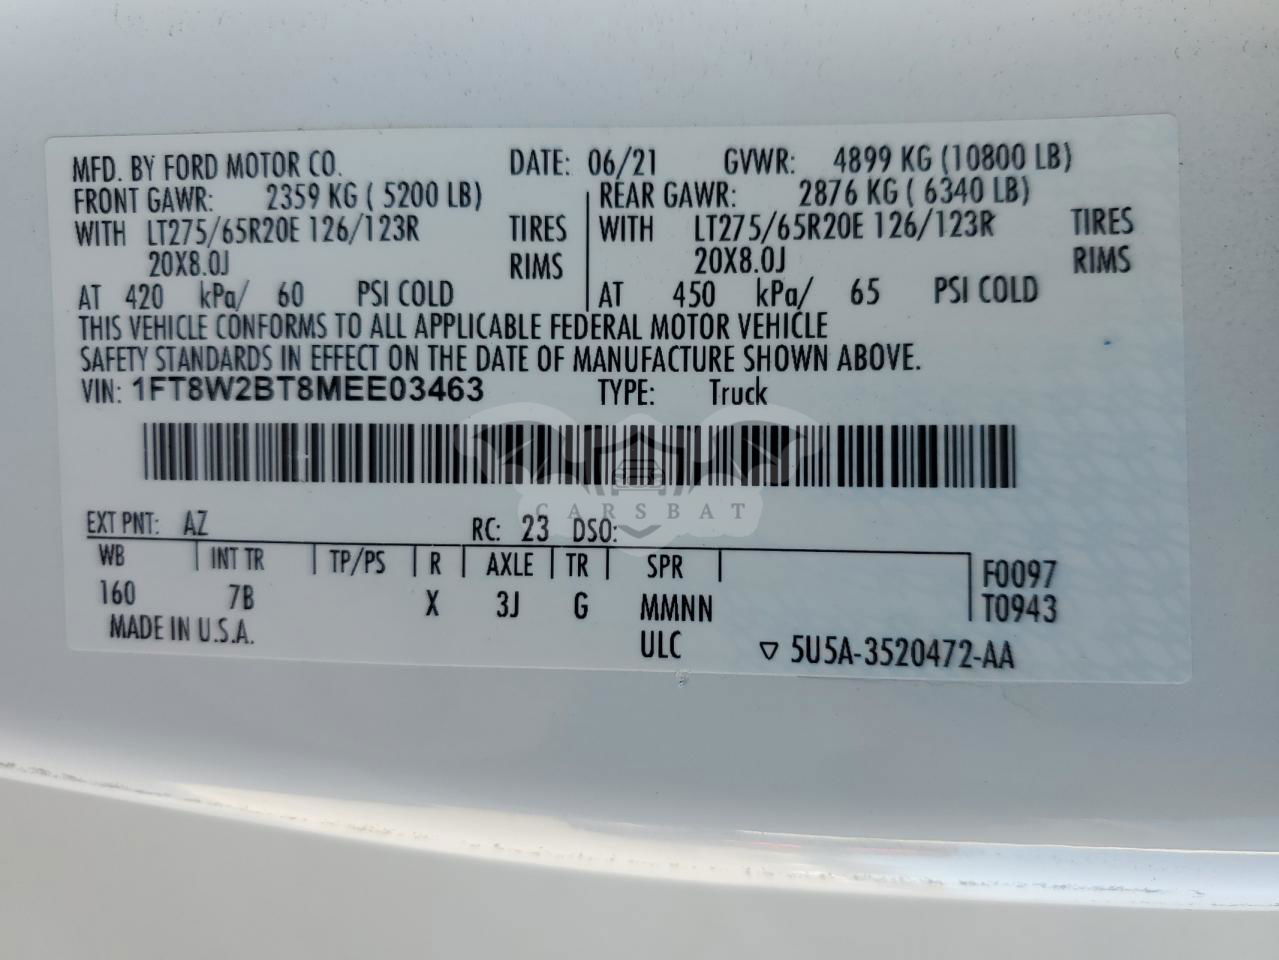 MFD. BY FORD MOTOR CO. DATE: 06/21 GVWR: 4899 KG (10800 LB)
FRONT GAWR: 2359 KG ( 5200 LB) REAR GAWR: 2876 KG ( 6340 LB)
WITH LT275/65R20E 126/123R TIRES WITH LT275/65R20E 126/123R TIRES
20X8.0J RIMS 20X8.0J RIMS
AT 420 kPa/ 60 PSI COLD AT 450 kPa/ 65 PSI COLD
THIS VEHICLE CONFORMS TO ALL APPLICABLE FEDERAL MOTOR VEHICLE
SAFETY STANDARDS IN EFFECT ON THE DATE OF MANUFACTURE SHOWN ABOVE.
VIN: 1FT8W2BT8MEE03463 TYPE: Truck
CARSBAT
EXT PNT: AZ RC: 23 DSO:
WB INT TR TP/PS R AXLE TR SPR F0097
160 7B X 3J G MMNN T0943
MADE IN U.S.A. ULC ▽ 5U5A-3520472-AA